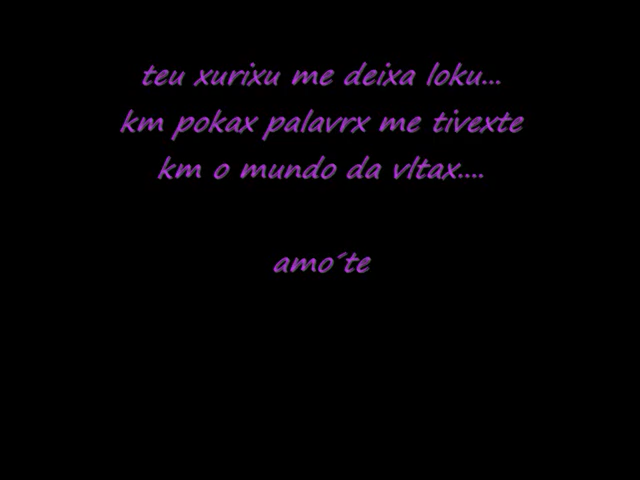 teu xurixu me deixa loku...
km pokax palavrx me tivexte
km o mundo da vltax....
amo´te